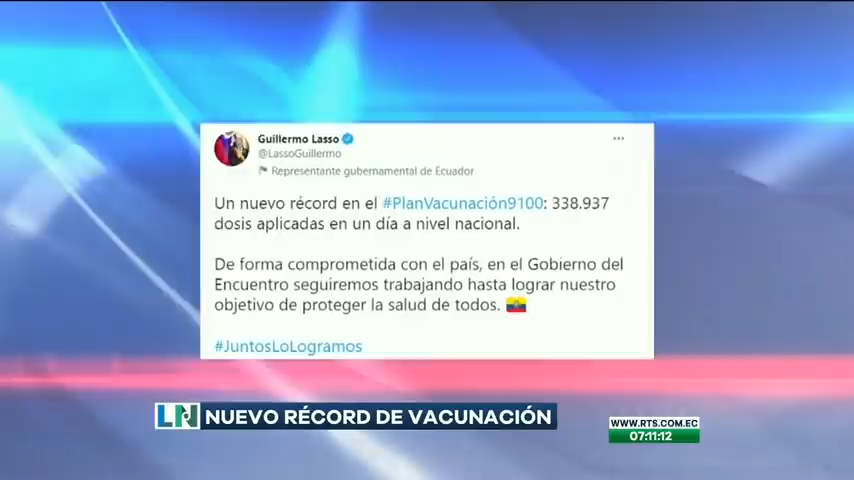 Guillermo Lasso
@LassoGuillermo
Representante gubernamental de Ecuador
Un nuevo récord en el #PlanVacunación9100: 338.937
dosis aplicadas en un día a nivel nacional.
De forma comprometida con el país, en el Gobierno del
Encuentro seguiremos trabajando hasta lograr nuestro
objetivo de proteger la salud de todos. 🇪🇨
#JuntosLoLogramos
LN NUEVO RÉCORD DE VACUNACIÓN
WWW.RTS.COM.EC
07:11:12